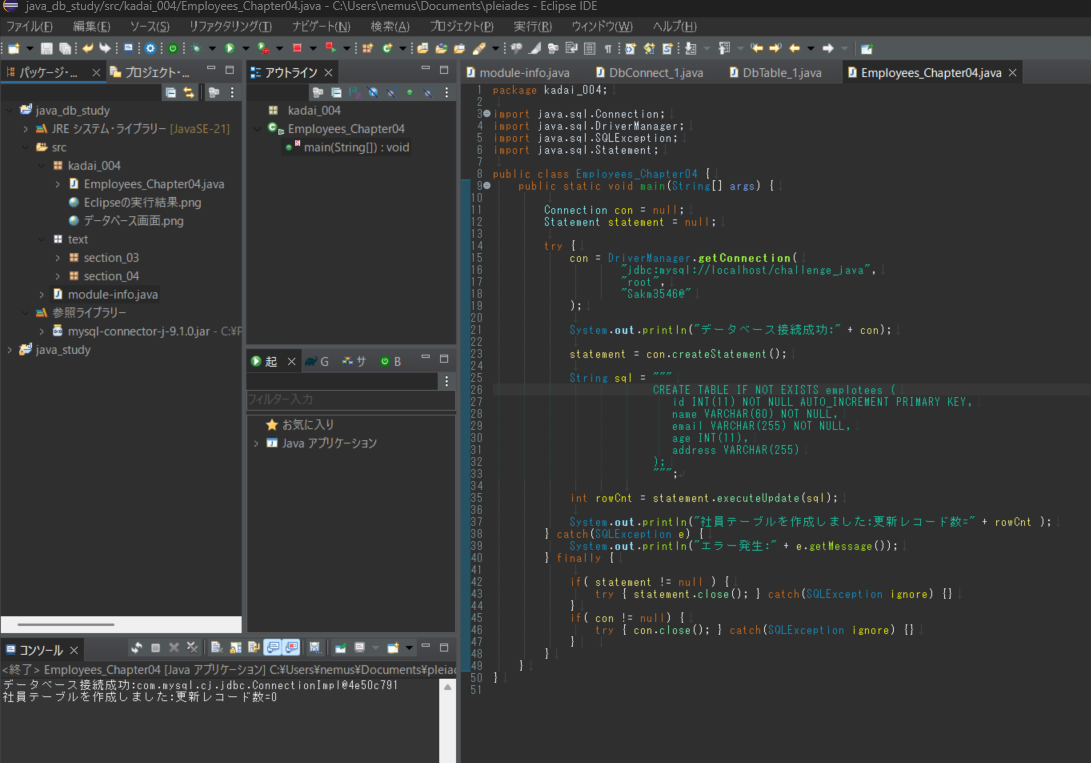 java_db_study/src/kadai_004/Employees_Chapter04.java - C:\Users\nemus\Documents\pleiades - Eclipse IDE
ファイル(F) 編集(E) ソース(S) リファクタリング(T) ナビゲート(N) 検索(A) プロジェクト(P) 実行(R) ウィンドウ(W) ヘルプ(H)
パッケージ・...
プロジェクト・...
java_db_study
JRE システム・ライブラリー [JavaSE-21]
src
kadai_004
Employees_Chapter04.java
Eclipseの実行結果.png
データベース画面.png
text
section_03
section_04
module-info.java
参照ライブラリー
mysql-connector-j-9.1.0.jar - C:¥P
java_study
アウトライン
kadai_004
Employees_Chapter04
main(String[]) : void
起
G
サ
B
フィルター入力
お気に入り
Java アプリケーション
module-info.java
DbConnect_1.java
DbTable_1.java
Employees_Chapter04.java
1 package kadai_004;
2
3 import java.sql.Connection;
4 import java.sql.DriverManager;
5 import java.sql.SQLException;
6 import java.sql.Statement;
7
8 public class Employees_Chapter04 {
9 public static void main(String[] args) {
10
11 Connection con = null;
12 Statement statement = null;
13
14 try {
15 con = DriverManager.getConnection(
16 "jdbc:mysql://localhost/challenge_java",
17 "root",
18 "Sakm3546@"
19 );
20
21 System.out.println("データベース接続成功:" + con);
22
23 statement = con.createStatement();
24
25 String sql = """
26 CREATE TABLE IF NOT EXISTS emplotees (
27 id INT(11) NOT NULL AUTO_INCREMENT PRIMARY KEY,
28 name VARCHAR(60) NOT NULL,
29 email VARCHAR(255) NOT NULL,
30 age INT(11),
31 address VARCHAR(255)
32 );
33 """;
34
35 int rowCnt = statement.executeUpdate(sql);
36
37 System.out.println("社員テーブルを作成しました:更新レコード数=" + rowCnt );
38 } catch(SQLException e) {
39 System.out.println("エラー発生:" + e.getMessage());
40 } finally {
41
42 if( statement != null ) {
43 try { statement.close(); } catch(SQLException ignore) {}
44 }
45 if( con != null) {
46 try { con.close(); } catch(SQLException ignore) {}
47 }
48 }
49 }
50 }
51
コンソール
<終了> Employees_Chapter04 [Java アプリケーション] C:¥Users¥nemus¥Documents¥pleiad
データベース接続成功:com.mysql.cj.jdbc.ConnectionImpl@4e50c791
社員テーブルを作成しました:更新レコード数=0